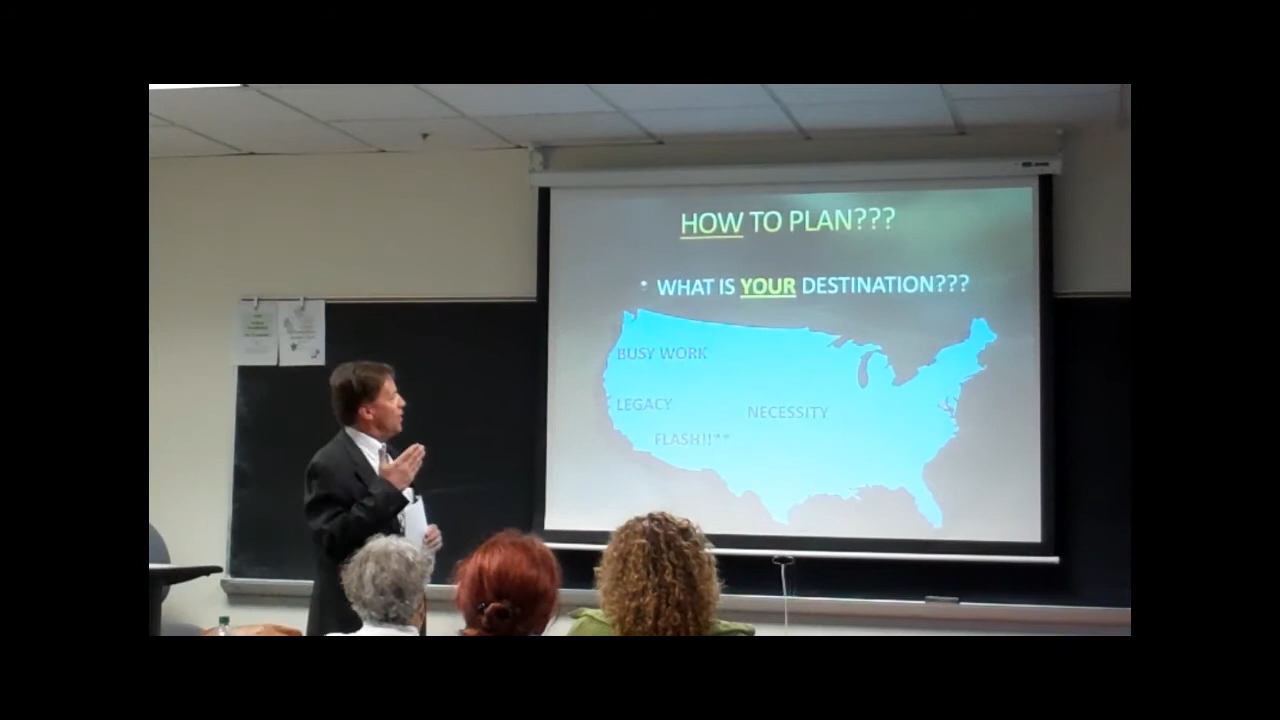 HOW TO PLAN???
• WHAT IS YOUR DESTINATION???
BUSY WORK
LEGACY
NECESSITY
FLASH!!**